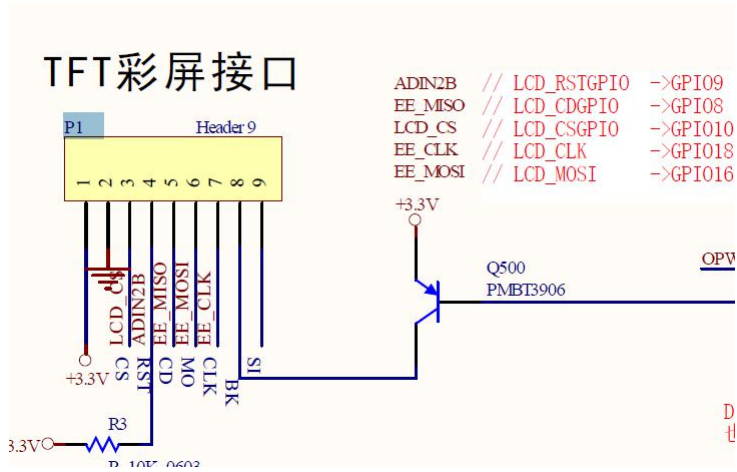 TFT彩屏接口
ADIN2B // LCD_RSTGPIO ->GPIO9
EE_MISO // LCD_CDGPIO ->GPIO8
LCD_CS // LCD_CSGPIO ->GPIO10
EE_CLK // LCD_CLK ->GPIO18
EE_MOSI // LCD_MOSI ->GPIO16
P1
Header 9
1 2 3 4 5 6 7 8 9
+3.3V
Q500
PMBT3906
OPW
LCD_CS
ADIN2B
EE_MISO
EE_MOSI
EE_CLK
CS
RST
CD
MO
CLK
BK
SI
+3.3V
R3
3.3V
R_10K_0603
D